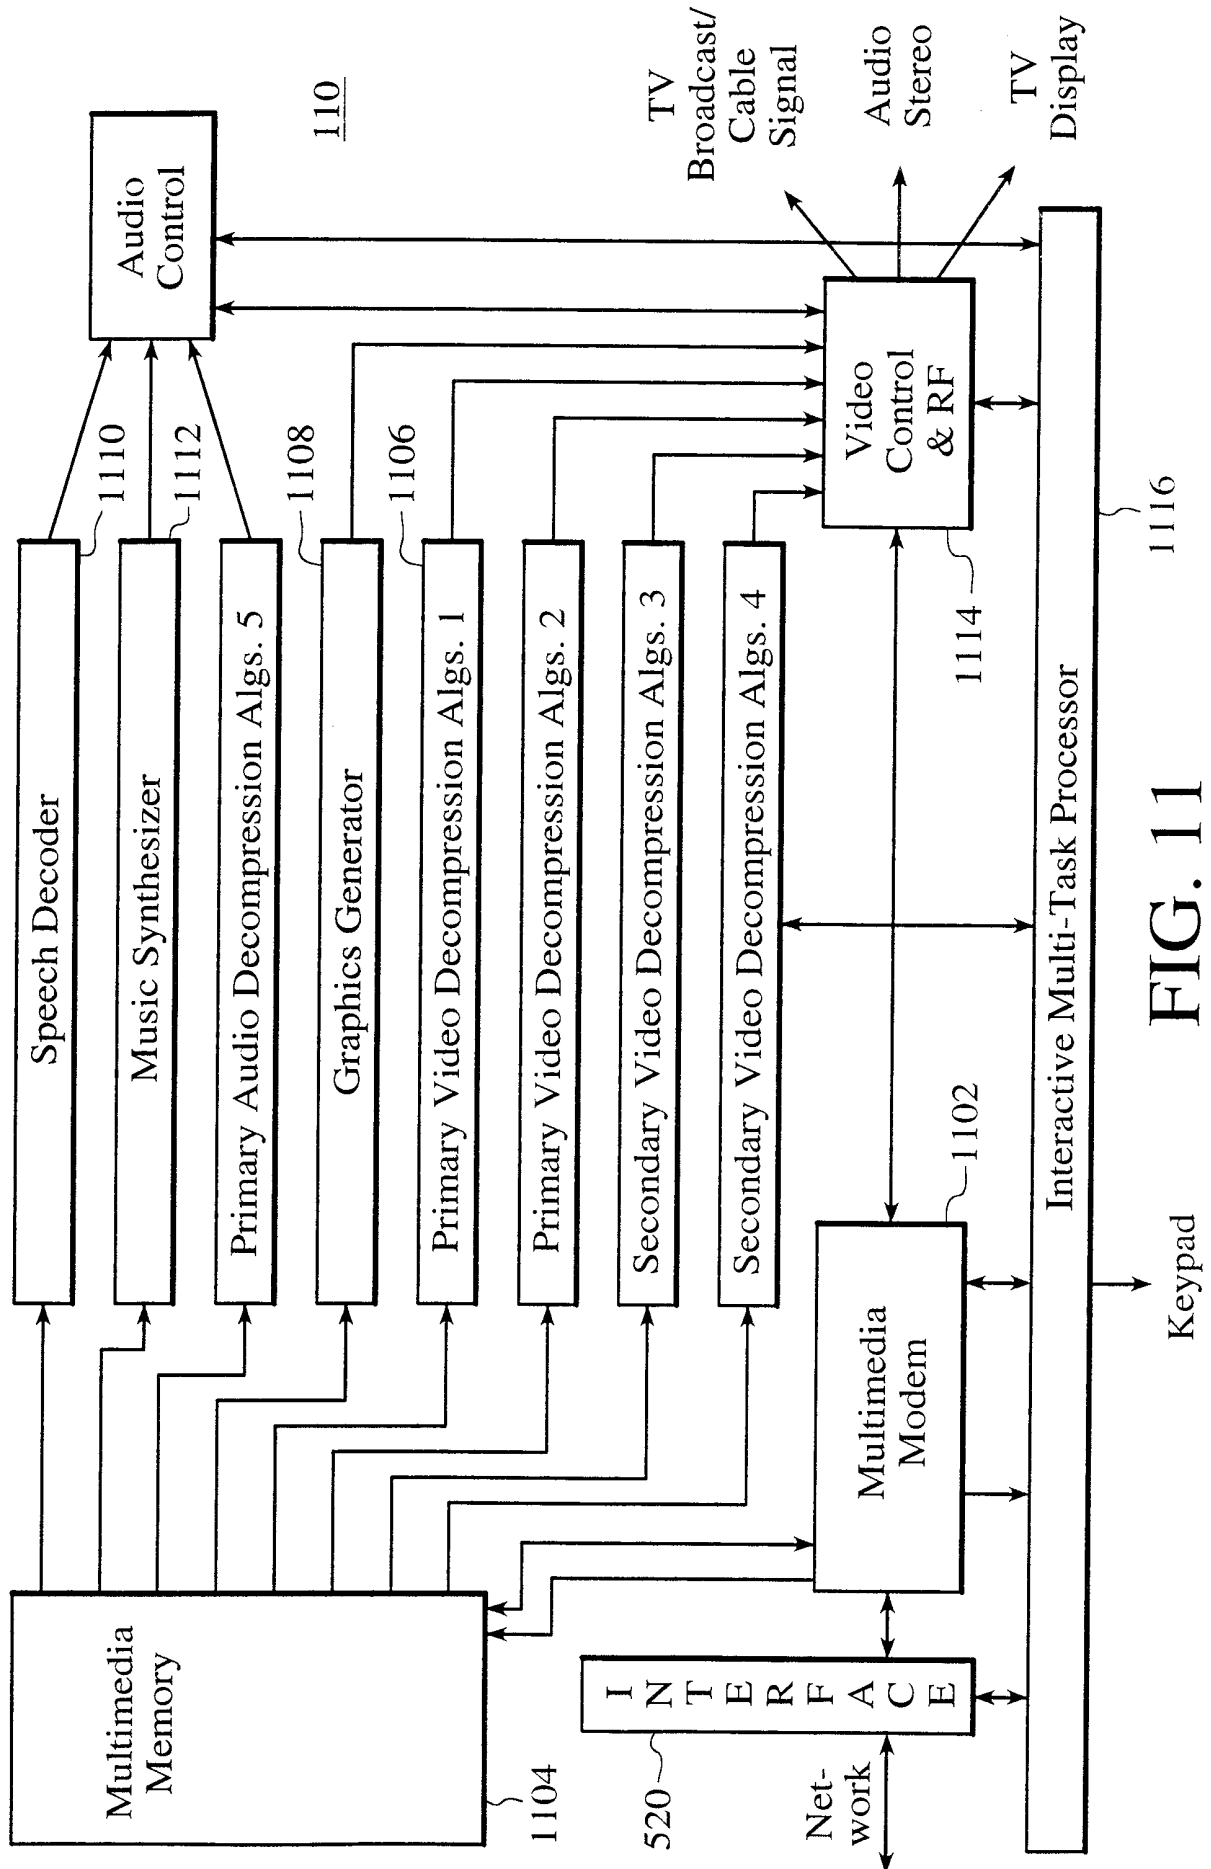 110
Speech Decoder
1110
Audio
Control
Music Synthesizer
1112
Primary Audio Decompression Algs. 5
Graphics Generator
1108
Primary Video Decompression Algs. 1
1106
Primary Video Decompression Algs. 2
Secondary Video Decompression Algs. 3
Secondary Video Decompression Algs. 4
Multimedia
Memory
1104
TV
Broadcast/
Cable
Signal
Audio
Stereo
TV
Display
Video
Control
& RF
1114
Multimedia
Modem
1102
INTERFACE
520
Net-
work
Interactive Multi-Task Processor
1116
Keypad
FIG. 11